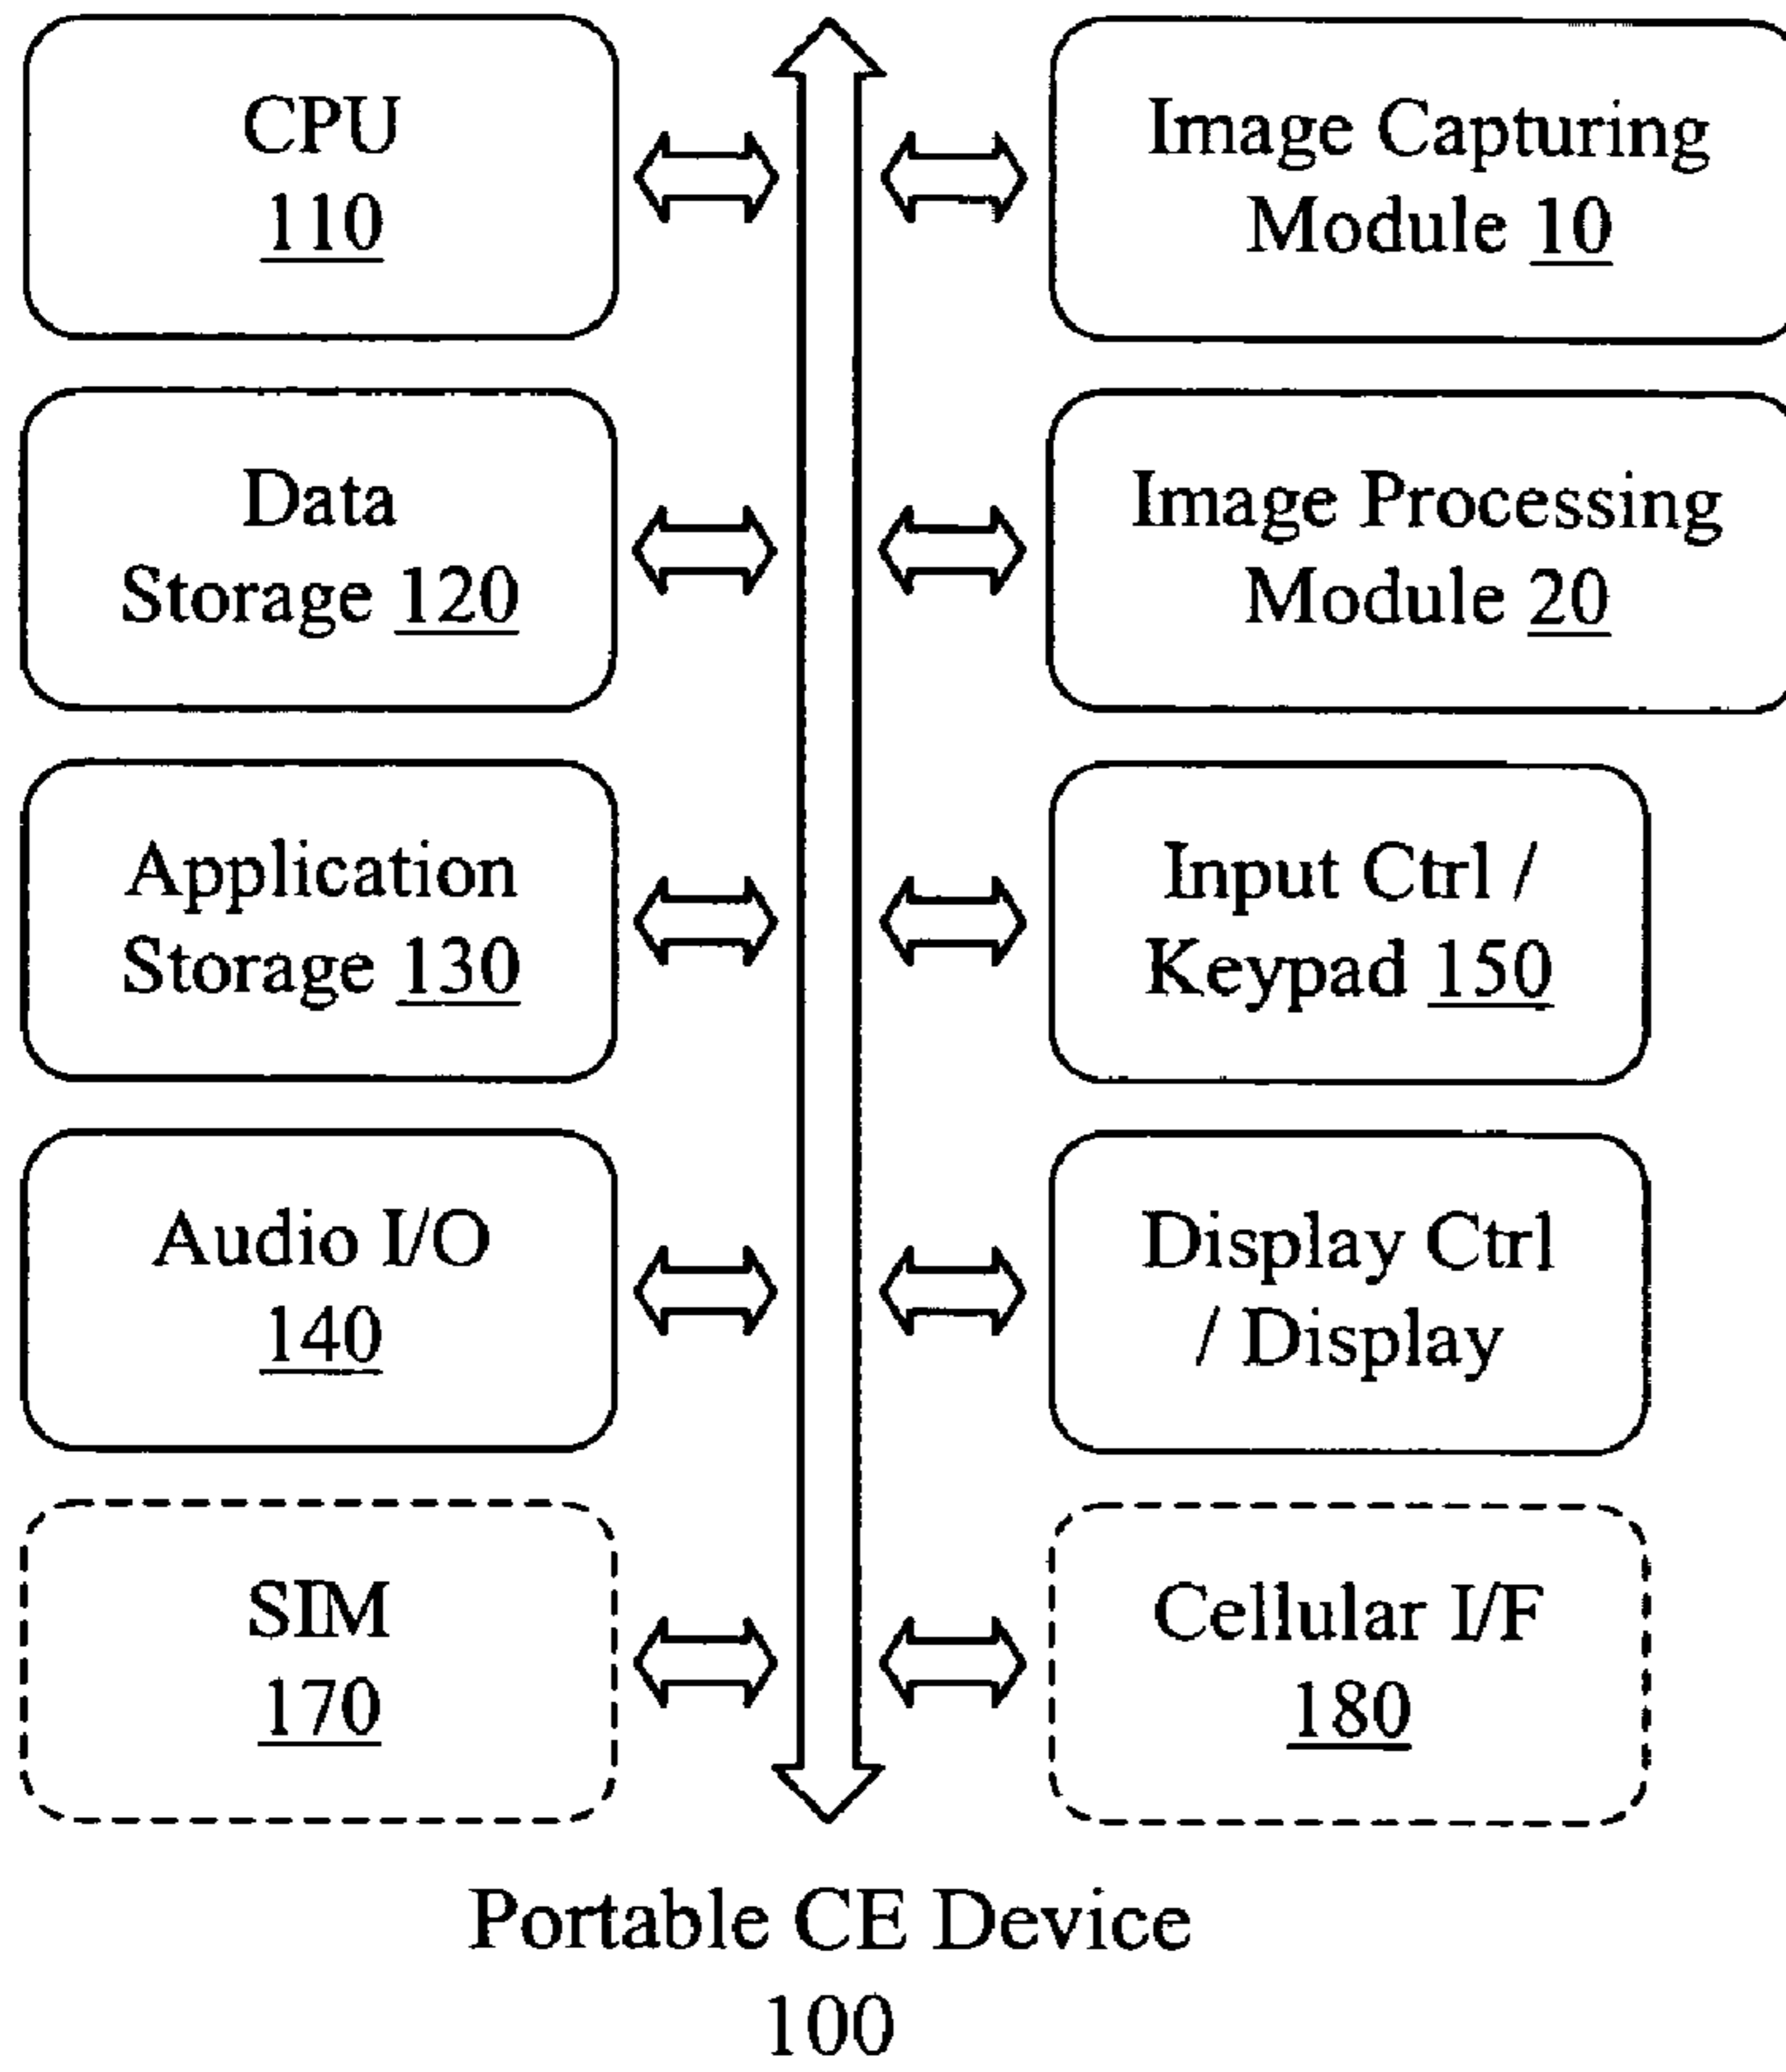 CPU
110
Image Capturing
Module 10
Data
Storage 120
Image Processing
Module 20
Application
Storage 130
Input Ctrl /
Keypad 150
Audio I/O
140
Display Ctrl
/ Display
SIM
170
Cellular I/F
180
Portable CE Device
100